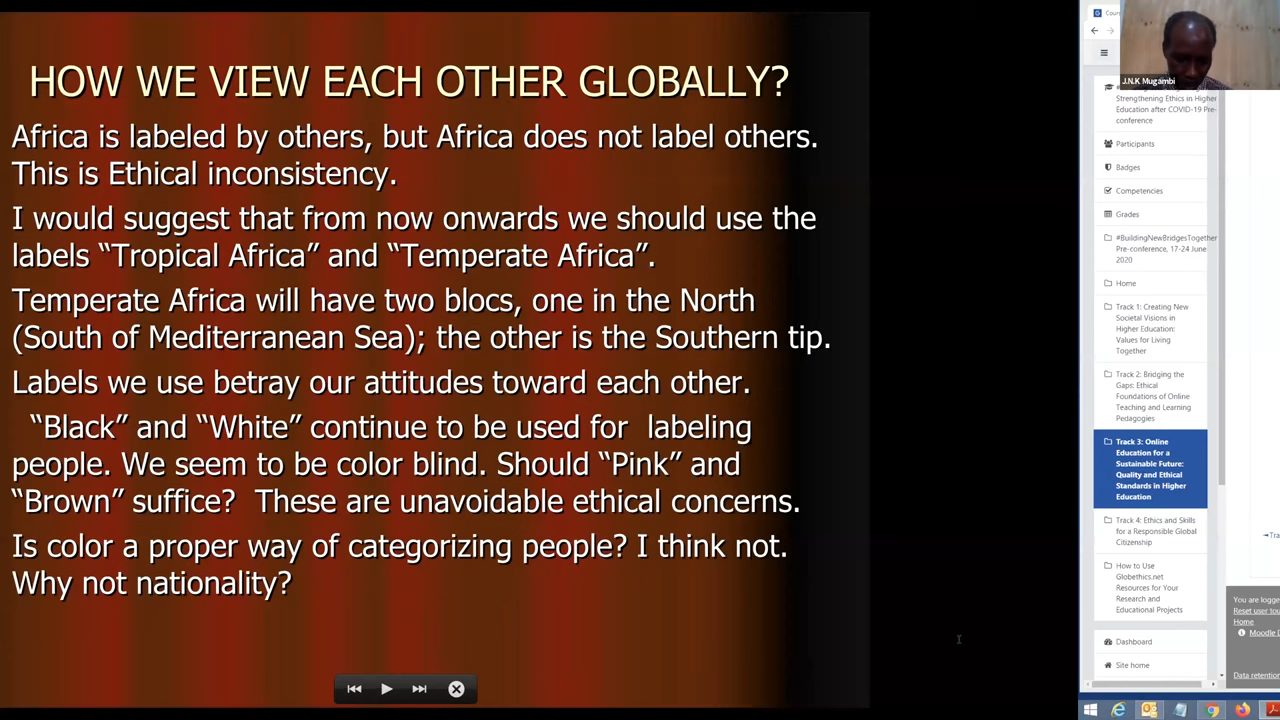 HOW WE VIEW EACH OTHER GLOBALLY?
Africa is labeled by others, but Africa does not label others.
This is Ethical inconsistency.
I would suggest that from now onwards we should use the
labels “Tropical Africa” and “Temperate Africa”.
Temperate Africa will have two blocs, one in the North
(South of Mediterranean Sea); the other is the Southern tip.
Labels we use betray our attitudes toward each other.
“Black” and “White” continue to be used for labeling
people. We seem to be color blind. Should “Pink” and
“Brown” suffice? These are unavoidable ethical concerns.
Is color a proper way of categorizing people? I think not.
Why not nationality?
J.N.K Mugambi
Strengthening Ethics in Higher
Education after COVID-19 Pre-
conference
Participants
Badges
Competencies
Grades
#BuildingNewBridgesTogether
Pre-conference, 17-24 June
2020
Home
Track 1: Creating New
Societal Visions in
Higher Education:
Values for Living
Together
Track 2: Bridging the
Gaps: Ethical
Foundations of Online
Teaching and Learning
Pedagogies
Track 3: Online
Education for a
Sustainable Future:
Quality and Ethical
Standards in Higher
Education
Track 4: Ethics and Skills
for a Responsible Global
Citizenship
How to Use
Globethics.net
Resources for Your
Research and
Educational Projects
Dashboard
Site home
You are logge
Reset user tou
Home
Data retention